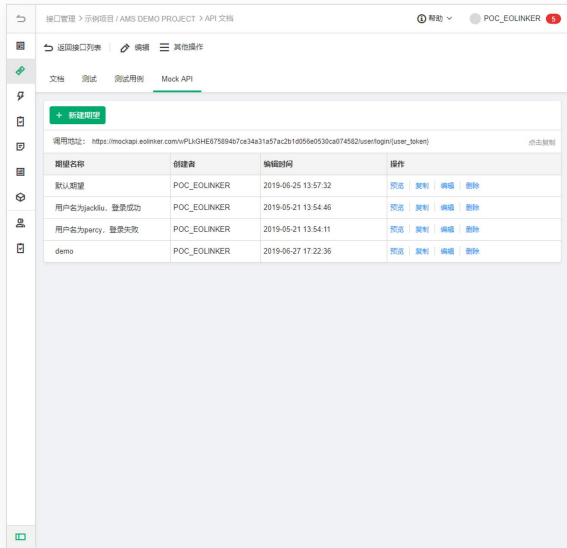 接口管理 > 示例项目 / AMS DEMO PROJECT > API 文档 帮助 POC_EOLINKER 5
返回接口列表 编辑 其他操作
文档 测试 测试用例 Mock API
+ 新建期望
调用地址: https://mockapi.eolinker.com/wPLkGHE675894b7ce34a31a57ac2b1d056e0530ca074582/user/login/{user_token} 点击复制
期望名称 创建者 编辑时间 操作
默认期望 POC_EOLINKER 2019-06-25 13:57:32 预览 复制 编辑 删除
用户名为jackliu，登录成功 POC_EOLINKER 2019-05-21 13:54:46 预览 复制 编辑 删除
用户名为percy，登录失败 POC_EOLINKER 2019-05-21 13:54:11 预览 复制 编辑 删除
demo POC_EOLINKER 2019-06-27 17:22:36 预览 复制 编辑 删除